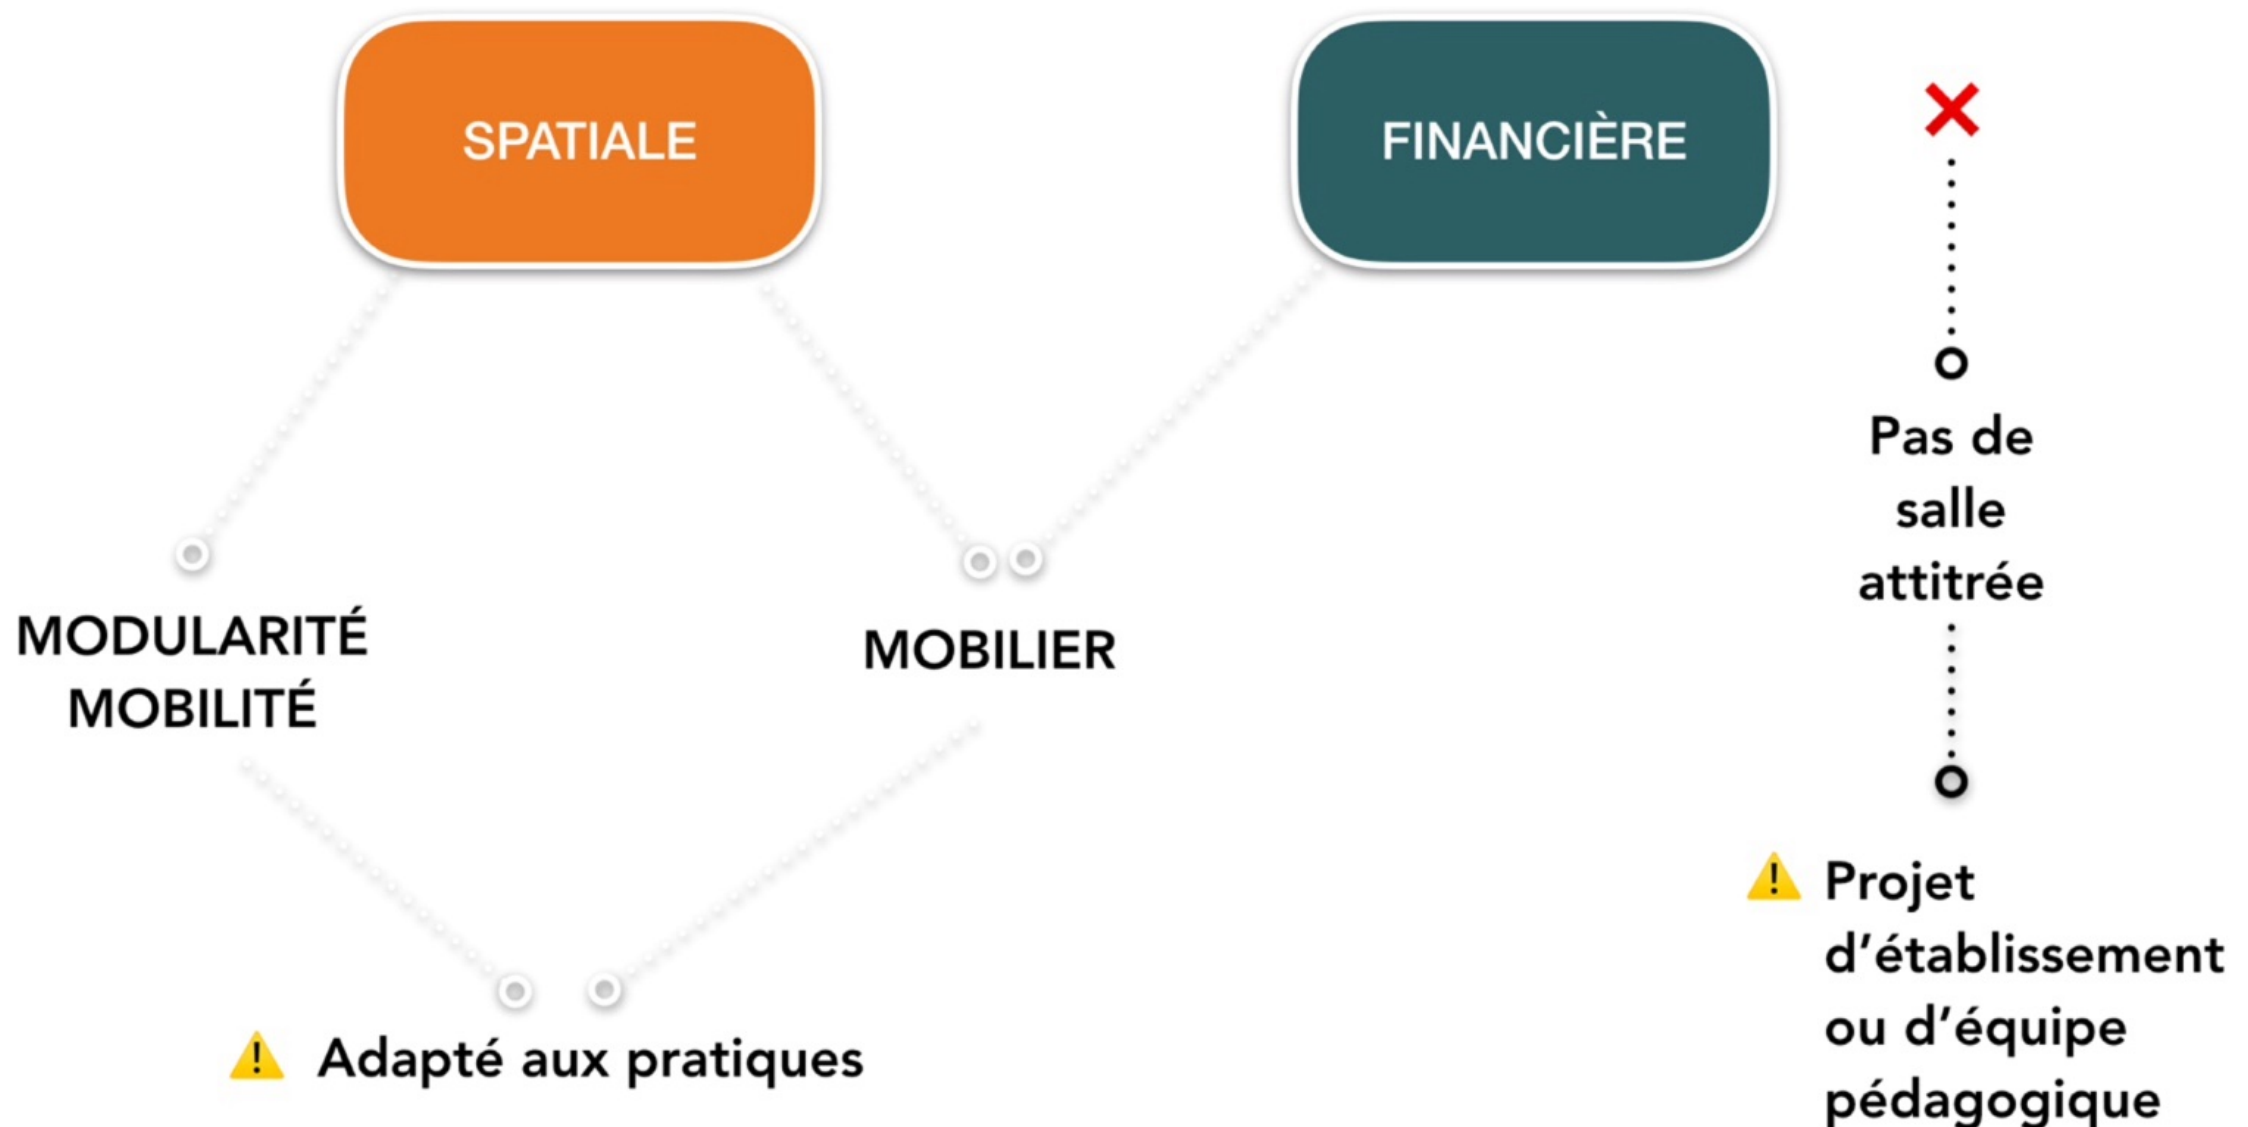 SPATIALE
FINANCIÈRE
Pas de
salle
attitrée
MODULARITÉ
MOBILITÉ
MOBILIER
Projet
d’établissement
ou d’équipe
pédagogique
Adapté aux pratiques